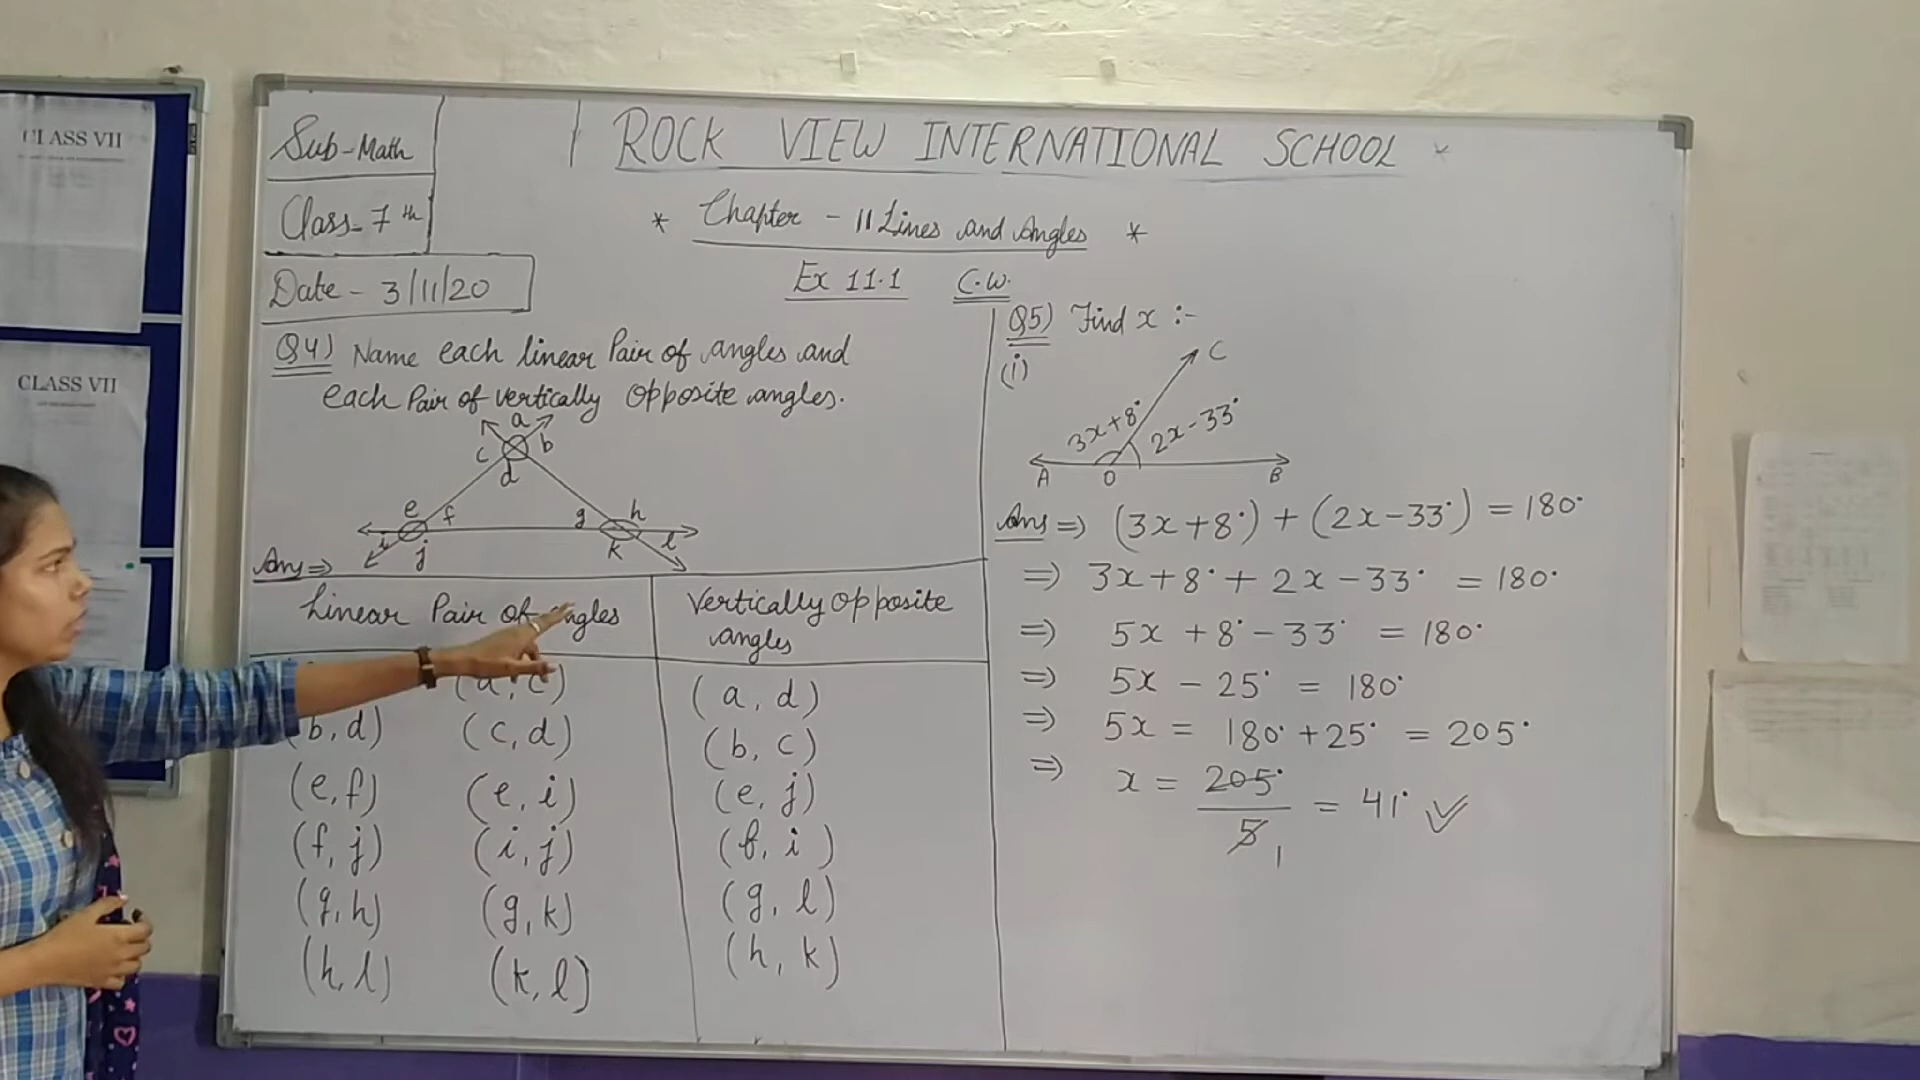 CLASS VII
CLASS VII
Sub-Math
Class-7th
Date - 3/11/20
ROCK VIEW INTERNATIONAL SCHOOL *
* Chapter - 11 Lines and Angles *
Ex 11.1 C.W.
Q4) Name each linear Pair of angles and
each Pair of vertically opposite angles.
a
c b
d
e f g h
i j k l
Ans ⇒
Linear Pair of angles
Vertically opposite
angles
(a, c) (a, d)
b, d) (c, d) (b, c)
(e, f) (e, i) (e, j)
(f, j) (i, j) (f, i)
(g, h) (g, k) (g, l)
(h, l) (k, l) (h, k)
Q5) Find x :-
(i)
C
3x+8° 2x-33°
A O B
Ans ⇒ (3x+8°) + (2x-33°) = 180°
⇒ 3x+8° + 2x-33° = 180°
⇒ 5x +8°-33° = 180°
⇒ 5x - 25° = 180°
⇒ 5x = 180° +25° = 205°
⇒ x = 205°/5 1 = 41° ✓